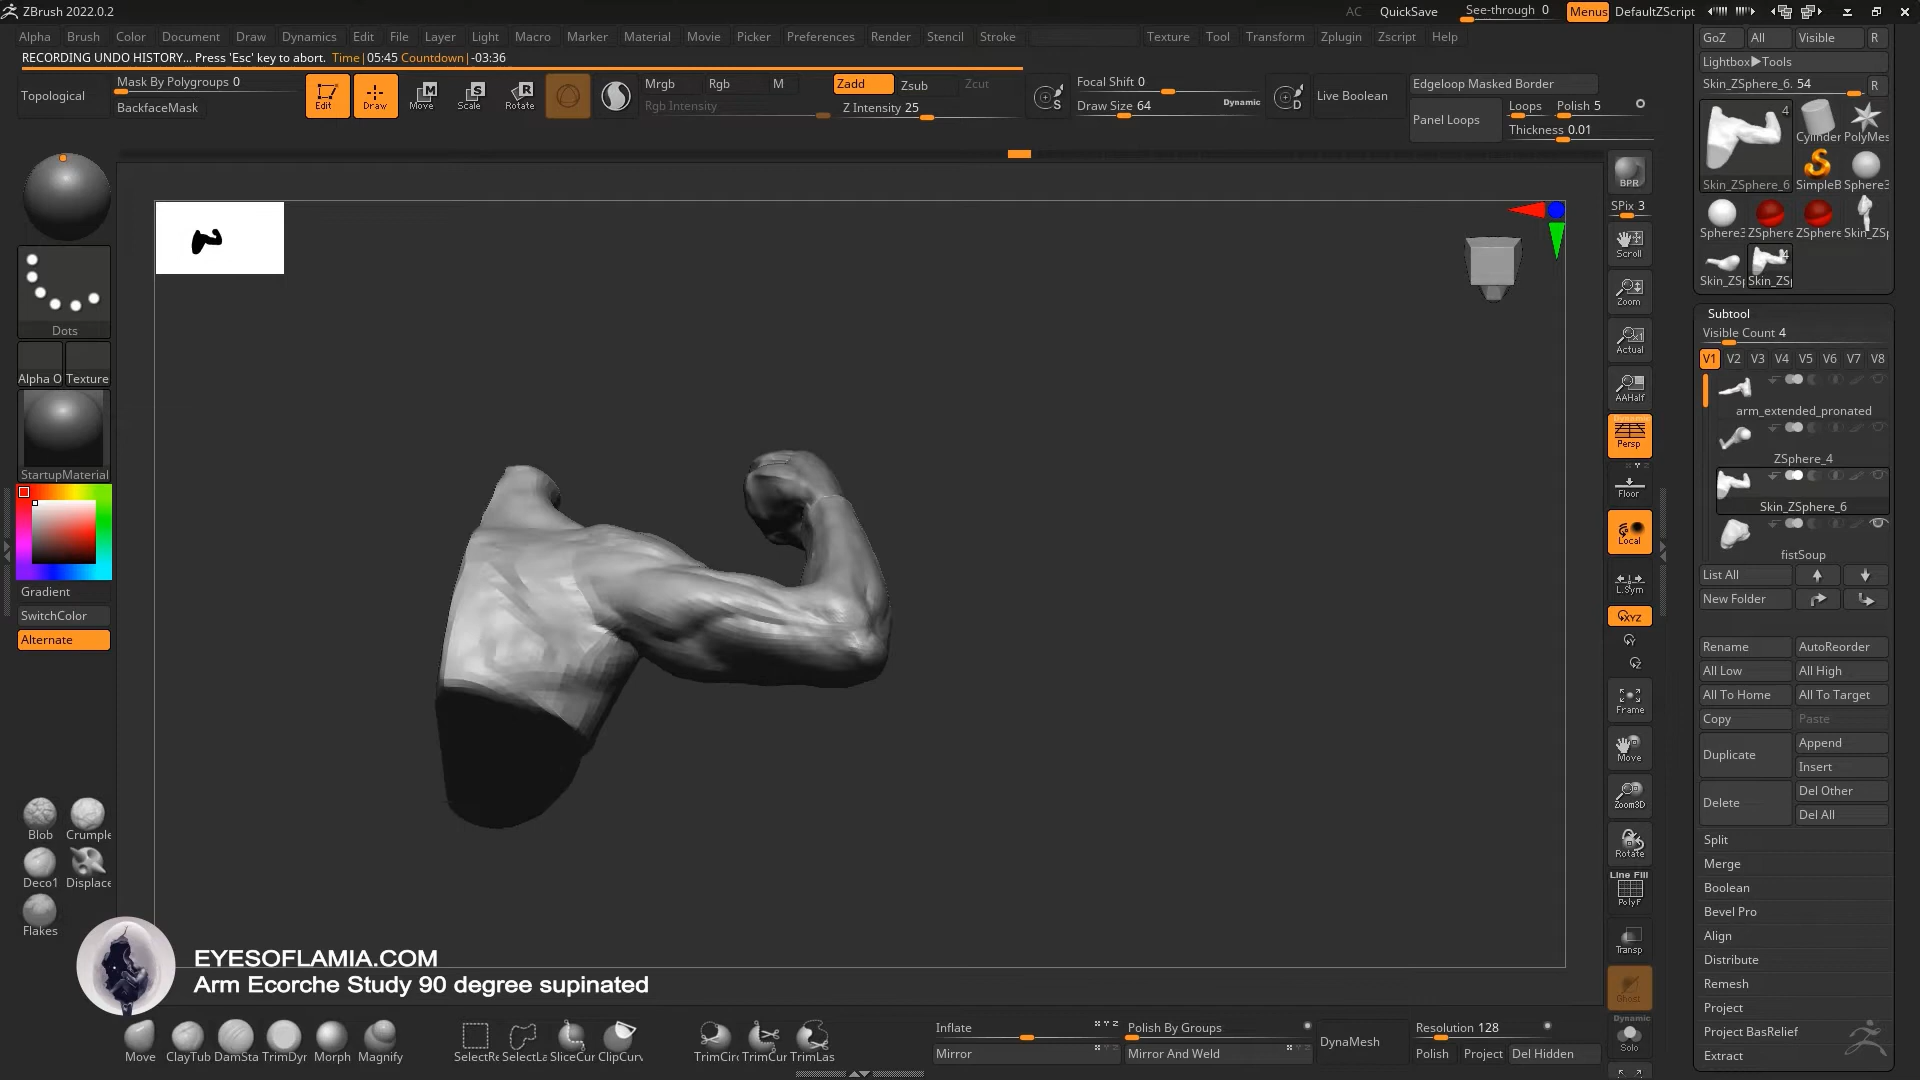 ZBrush 2022.0.2
AC QuickSave See-through 0 Menus DefaultZScript
Alpha Brush Color Document Draw Dynamics Edit File Layer Light Macro Marker Material Movie Picker Preferences Render Stencil Stroke Texture Tool Transform Zplugin Zscript Help
RECORDING UNDO HISTORY... Press 'Esc' key to abort. Time|05:45 Countdown|-03:36
Topological
Mask By Polygroups 0
BackfaceMask
Edit Draw Move Scale Rotate
M S R
Mrgb Rgb M
Rgb Intensity
Zadd Zsub Zcut
Z Intensity 25
S
Focal Shift 0
Draw Size 64 Dynamic
D
Live Boolean
Edgeloop Masked Border
Panel Loops
Loops Polish 5
Thickness 0.01
Dots
Alpha O Texture
StartupMaterial
Gradient
SwitchColor
Alternate
Blob Crumple
Deco1 Displace
Flakes
BPR
SPix 3
Scroll
Zoom
Actual
AAHalf
Dynamic
Persp
Floor
Local
L.Sym
XYZ
Y
Z
Frame
Move
Zoom3D
Rotate
Line Fill
PolyF
Transp
Ghost
Dynamic
Solo
GoZ All Visible R
Lightbox▶Tools
Skin_ZSphere_6. 54 R
4
Skin_ZSphere_6
Cylinder PolyMes
SimpleB Sphere3
Sphere3 ZSphere ZSphere Skin_ZSp
4
Skin_ZSp Skin_ZSp
Subtool
Visible Count 4
V1 V2 V3 V4 V5 V6 V7 V8
arm_extended_pronated
ZSphere_4
Skin_ZSphere_6
fistSoup
List All
New Folder
Rename AutoReorder
All Low All High
All To Home All To Target
Copy Paste
Duplicate Append
Insert
Delete Del Other
Del All
Split
Merge
Boolean
Bevel Pro
Align
Distribute
Remesh
Project
Project BasRelief
Extract
EYESOFLAMIA.COM
Arm Ecorche Study 90 degree supinated
Move ClayTub DamSta TrimDyr Morph Magnify
SelectRe SelectLa SliceCur ClipCurv
TrimCirc TrimCur TrimLas
Inflate
Mirror
Polish By Groups
Mirror And Weld
DynaMesh
Resolution 128
Polish Project Del Hidden